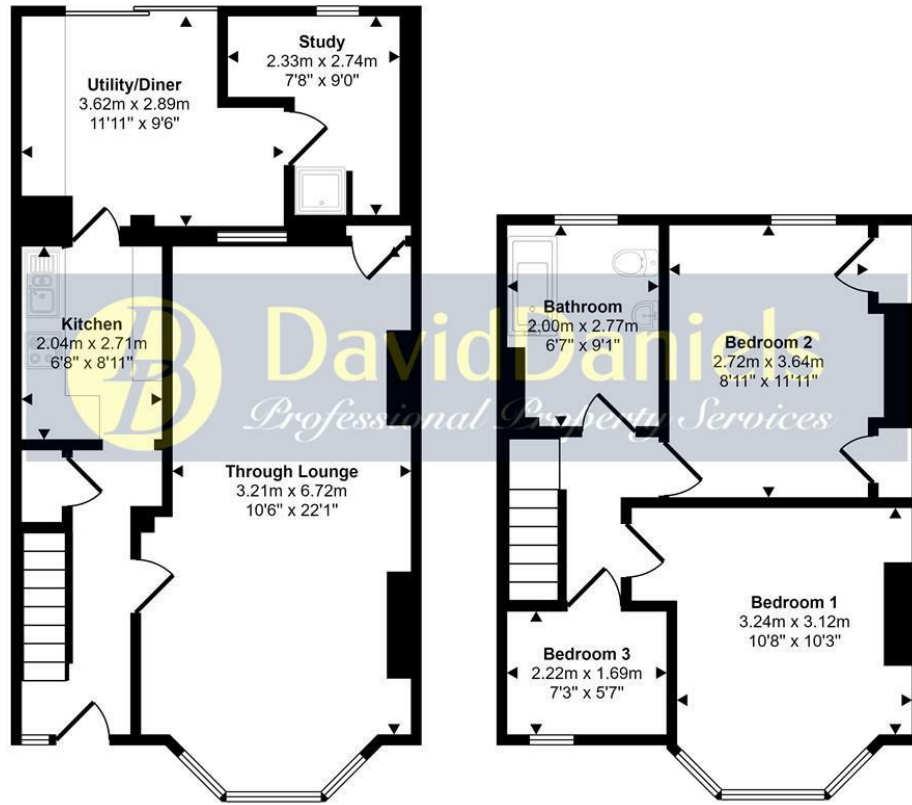 Study
2.33m x 2.74m
7'8" x 9'0"
Utility/Diner
3.62m x 2.89m
11'11" x 9'6"
Kitchen
2.04m x 2.71m
6'8" x 8'11"
Through Lounge
3.21m x 6.72m
10'6" x 22'1"
Bathroom
2.00m x 2.77m
6'7" x 9'1"
Bedroom 2
2.72m x 3.64m
8'11" x 11'11"
Bedroom 1
3.24m x 3.12m
10'8" x 10'3"
Bedroom 3
2.22m x 1.69m
7'3" x 5'7"
DavidDaniels
Professional Property Services